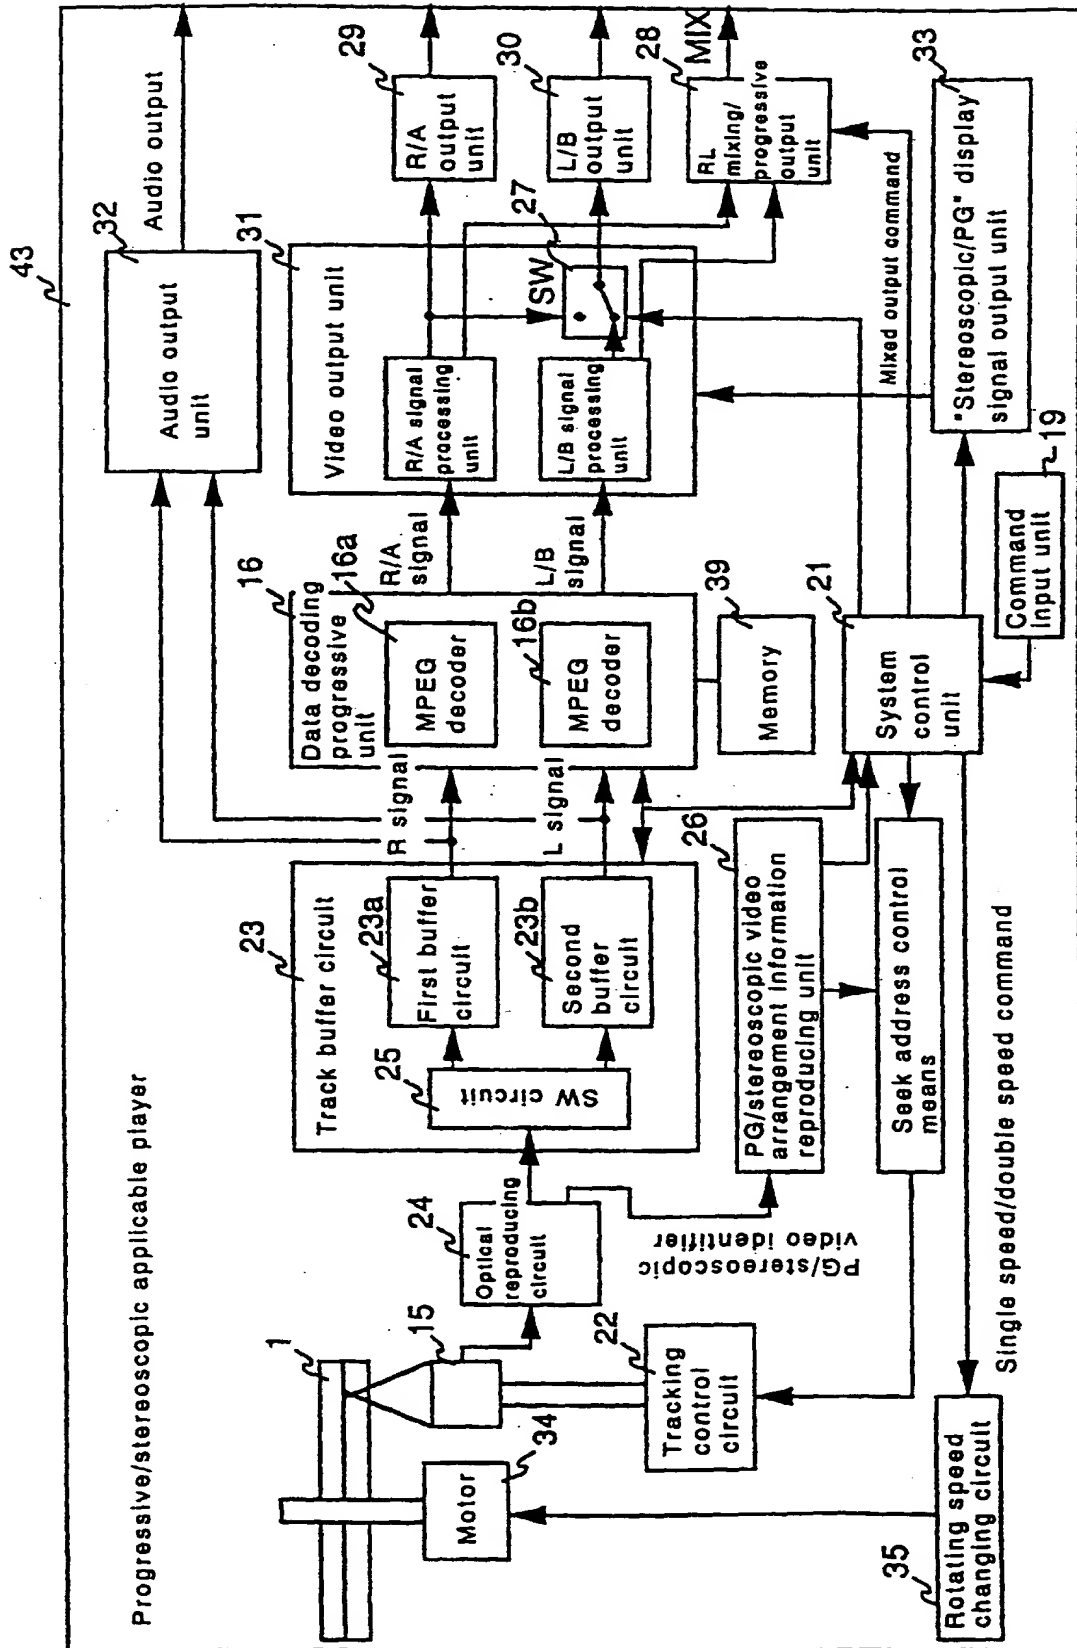 Progressive/stereoscopic applicable player
43
1
15
34
Motor
22
Tracking
control
circuit
35
Rotating speed
changing circuit
Single speed/double speed command
24
Optical
reproducing
circuit
PG/stereoscopic
video identifier
23
Track buffer circuit
25
SW circuit
23a
First buffer
circuit
23b
Second
buffer
circuit
26
PG/stereoscopic video
arrangement information
reproducing unit
Seek address control
means
R signal
L signal
16
Data decoding
progressive
unit
16a
MPEG
decoder
16b
MPEG
decoder
39
Memory
21
System
control
unit
19
Command
input unit
R/A
signal
L/B
signal
32
Audio output
unit
Audio output
31
Video output unit
R/A signal
processing
unit
L/B signal
processing
unit
SW
27
29
R/A
output
unit
30
L/B
output
unit
28
RL
mixing/
progressive
output
unit
MIX
Mixed output command
33
"Stereoscopic/PG" display
signal output unit